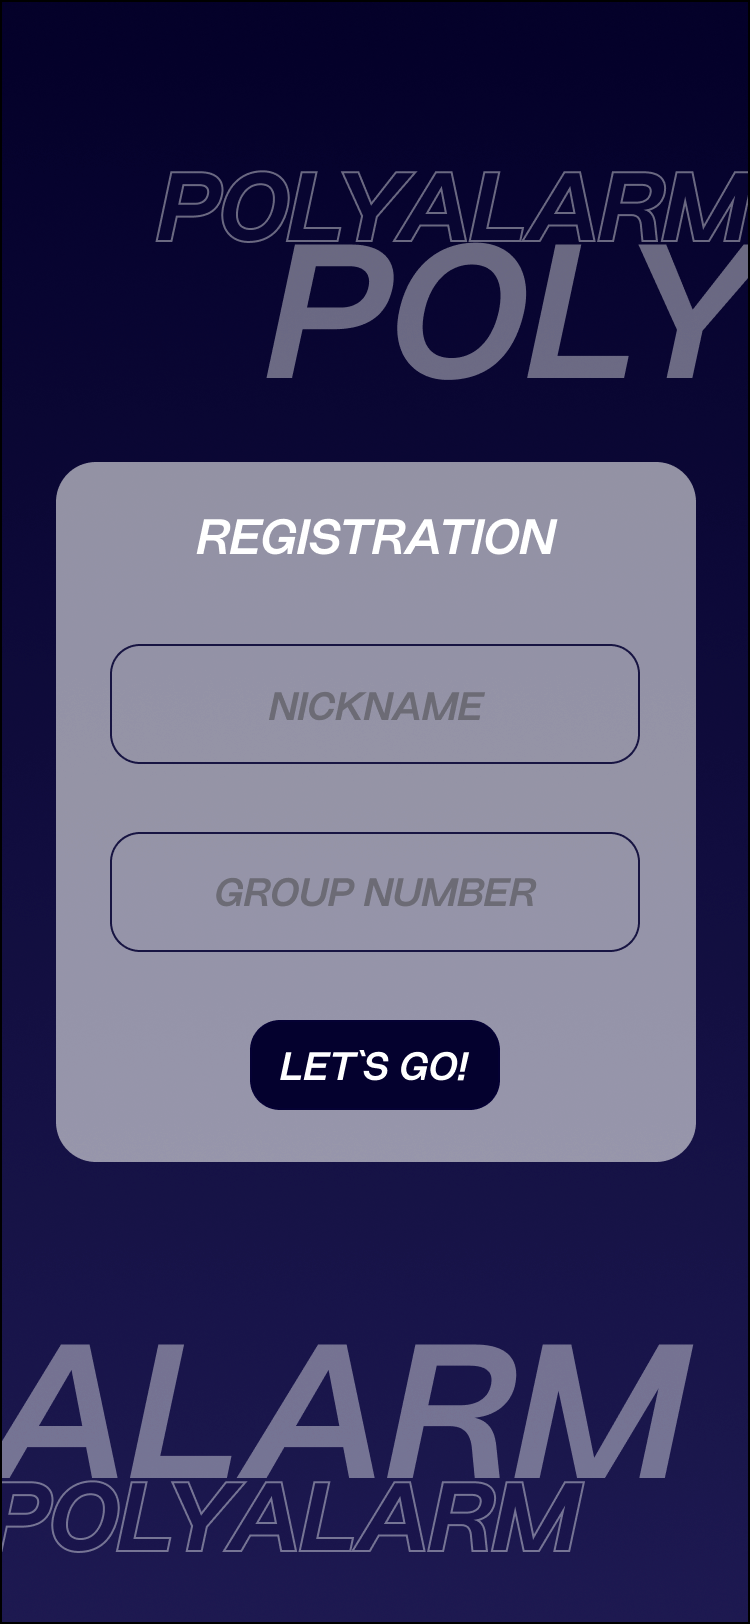 POLYALARM
POLY
REGISTRATION
NICKNAME
GROUP NUMBER
LET`S GO!
ALARM
POLYALARM